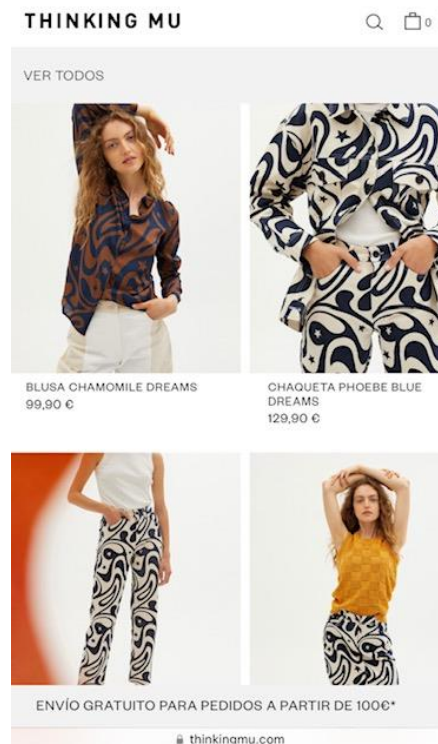 THINKING MU
0
VER TODOS
BLUSA CHAMOMILE DREAMS
99,90 €
CHAQUETA PHOEBE BLUE
DREAMS
129,90 €
ENVÍO GRATUITO PARA PEDIDOS A PARTIR DE 100€*
thinkingmu.com